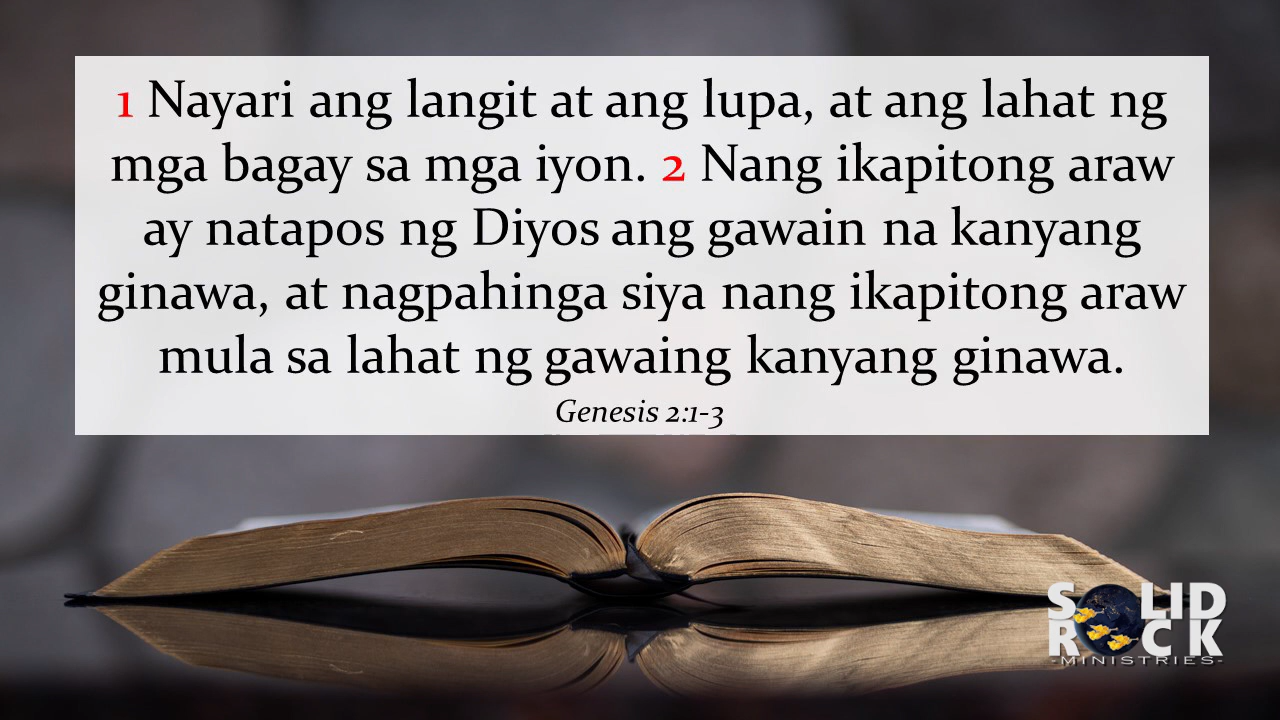 1 Nayari ang langit at ang lupa, at ang lahat ng
mga bagay sa mga iyon. 2 Nang ikapitong araw
ay natapos ng Diyos ang gawain na kanyang
ginawa, at nagpahinga siya nang ikapitong araw
mula sa lahat ng gawaing kanyang ginawa.
Genesis 2:1-3
SOLID
ROCK
-MINISTRIES-